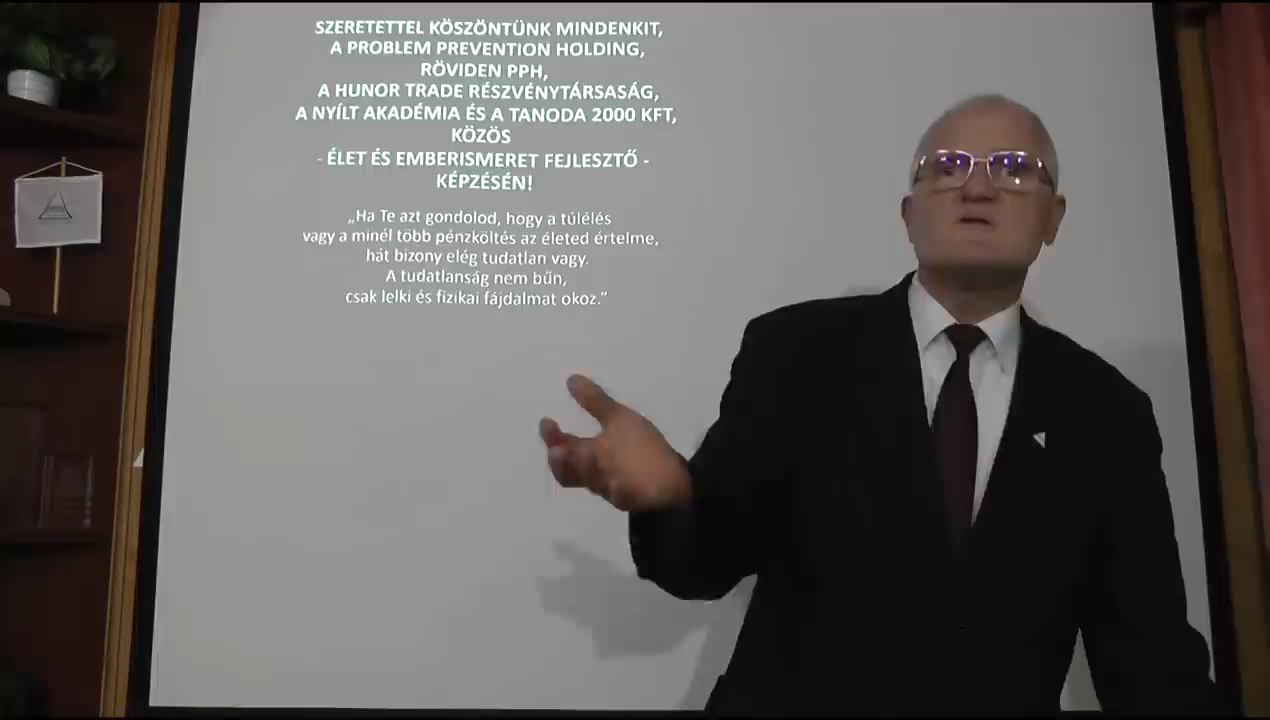 SZERETETTEL KÖSZÖNTÜNK MINDENKIT,
A PROBLEM PREVENTION HOLDING,
RÖVIDEN PPH,
A HUNOR TRADE RÉSZVÉNYTÁRSASÁG,
A NYÍLT AKADÉMIA ÉS A TANODA 2000 KFT,
KÖZÖS
- ÉLET ÉS EMBERISMERET FEJLESZTŐ -
KÉPZÉSÉN!
„Ha Te azt gondolod, hogy a túlélés
vagy a minél több pénzköltés az életed értelme,
hát bizony elég tudatlan vagy.
A tudatlanság nem bűn,
csak lelki és fizikai fájdalmat okoz.”